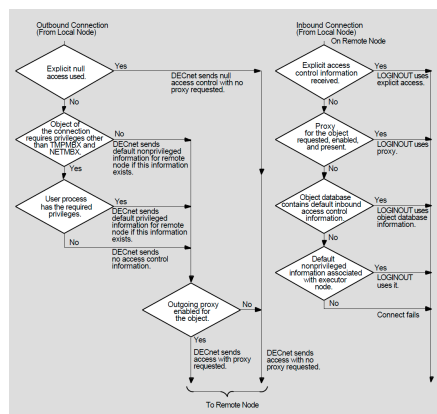 Outbound Connection
(From Local Node)
Explicit null
access used.
Yes
DECnet sends null
access control with no
proxy requested.
No
Object of
the connection
requires privileges other
than TMPMBX and
NETMBX.
No
DECnet sends
default nonprivileged
information for remote
node if this information
exists.
Yes
User process
has the required
privileges.
Yes
DECnet sends
default privileged
information for remote
node if this information
exists.
No
DECnet sends
no access control
information.
Outgoing proxy
enabled for
the object.
No
Yes
DECnet sends
access with proxy
requested.
DECnet sends
access with no
proxy requested.
To Remote Node
Inbound Connection
(From Local Node)
On Remote Node
Explicit access
control information
received.
Yes
LOGINOUT uses
explicit access.
No
Proxy
for the object
requested, enabled,
and present.
Yes
LOGINOUT uses
proxy.
No
Object database
contains default inbound
access control
information.
Yes
LOGINOUT uses
object database
information.
No
Default
nonprivileged
information associated
with executor
node.
Yes
LOGINOUT
uses it.
No
Connect fails